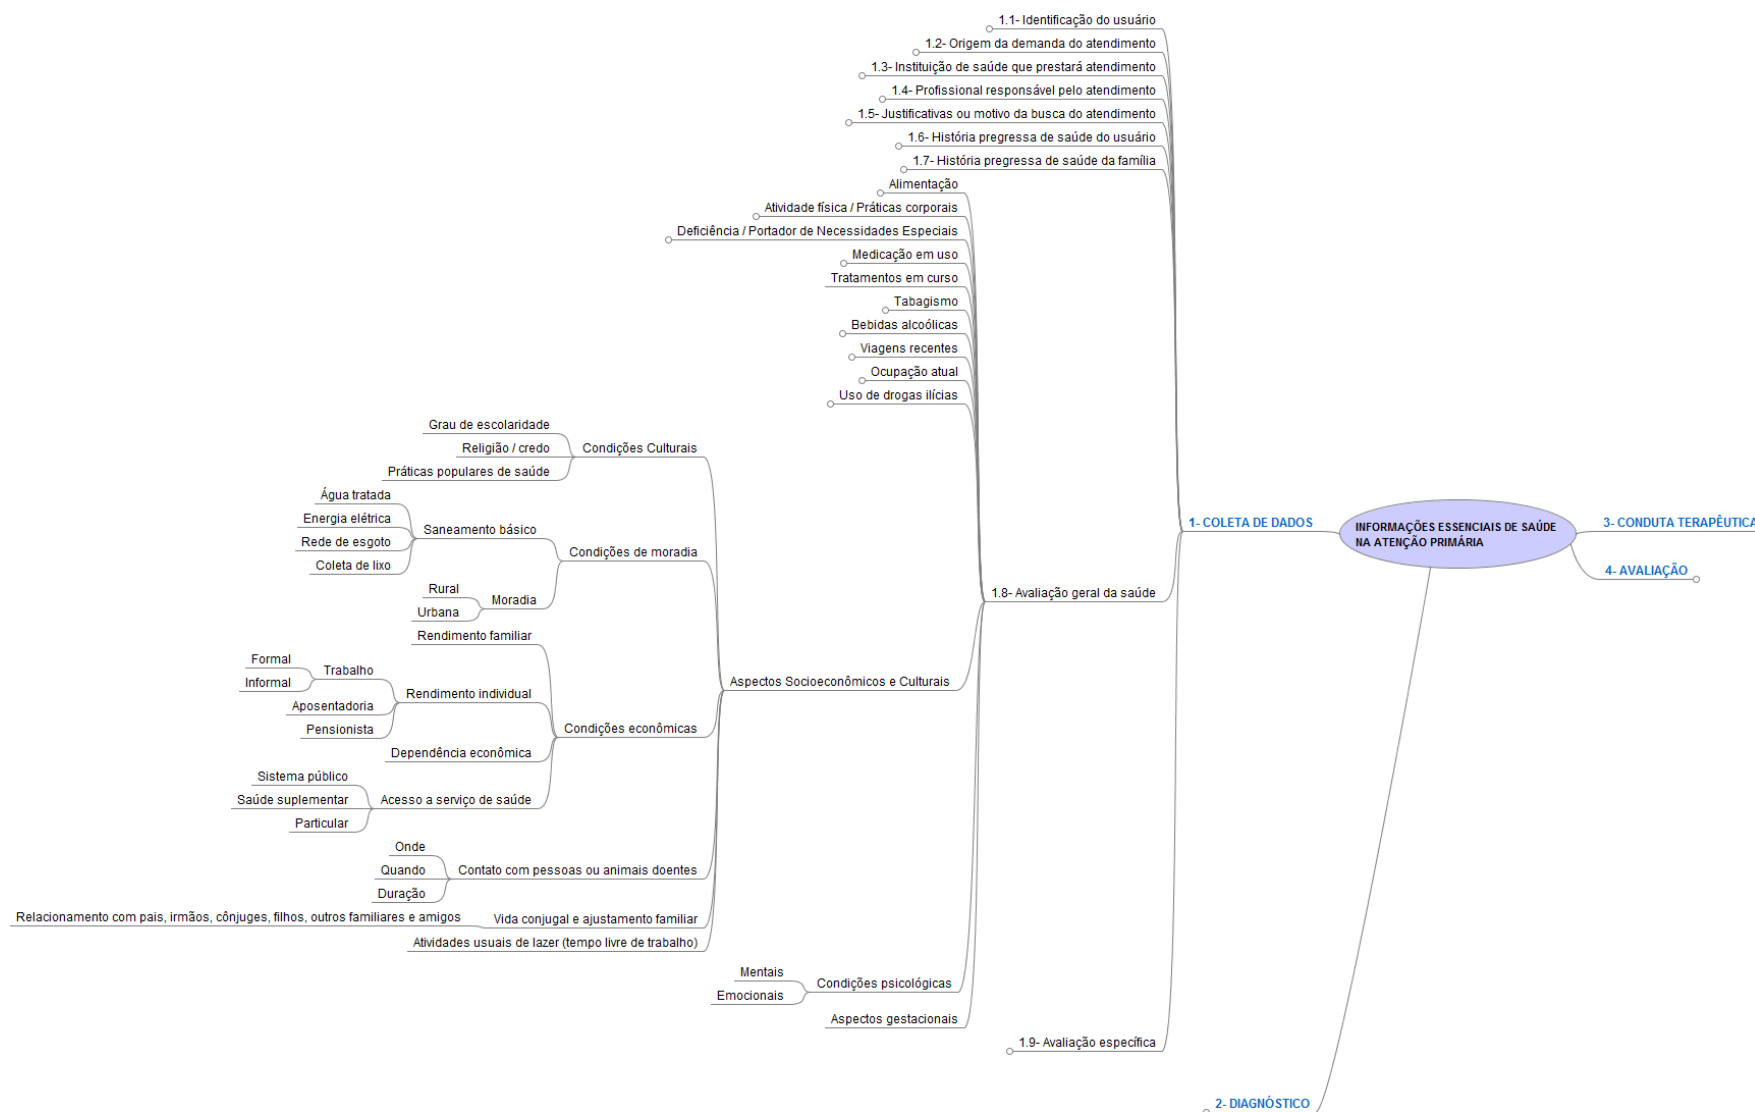 1.1- Identificação do usuário
1.2- Origem da demanda do atendimento
1.3- Instituição de saúde que prestará atendimento
1.4- Profissional responsável pelo atendimento
1.5- Justificativas ou motivo da busca do atendimento
1.6- História pregressa de saúde do usuário
1.7- História pregressa de saúde da família
Alimentação
Atividade física / Práticas corporais
Deficiência / Portador de Necessidades Especiais
Medicação em uso
Tratamentos em curso
Tabagismo
Bebidas alcoólicas
Viagens recentes
Ocupação atual
Uso de drogas ilícias
Grau de escolaridade
Religião / credo
Práticas populares de saúde
Condições Culturais
Água tratada
Energia elétrica
Rede de esgoto
Coleta de lixo
Saneamento básico
Rural
Urbana
Moradia
Condições de moradia
Rendimento familiar
Formal
Informal
Trabalho
Aposentadoria
Pensionista
Rendimento individual
Dependência econômica
Sistema público
Saúde suplementar
Particular
Acesso a serviço de saúde
Condições econômicas
Onde
Quando
Duração
Contato com pessoas ou animais doentes
Relacionamento com pais, irmãos, cônjuges, filhos, outros familiares e amigos
Vida conjugal e ajustamento familiar
Atividades usuais de lazer (tempo livre de trabalho)
Aspectos Socioeconômicos e Culturais
Mentais
Emocionais
Condições psicológicas
Aspectos gestacionais
1.8- Avaliação geral da saúde
1.9- Avaliação específica
1- COLETA DE DADOS
INFORMAÇÕES ESSENCIAIS DE SAÚDE
NA ATENÇÃO PRIMÁRIA
3- CONDUTA TERAPÊUTICA
4- AVALIAÇÃO
2- DIAGNÓSTICO